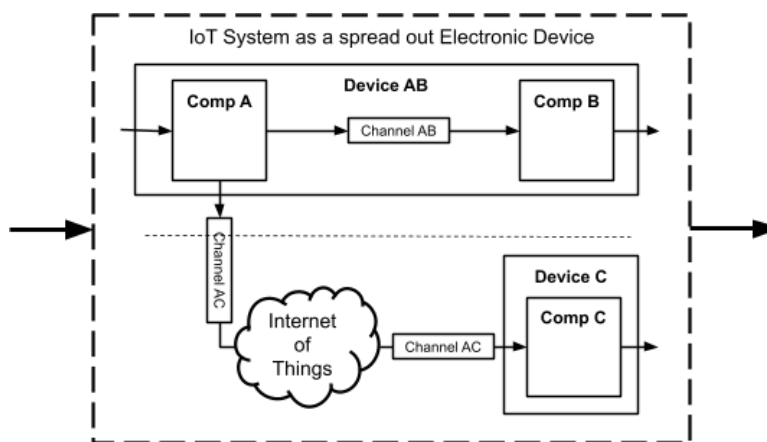 IoT System as a spread out Electronic Device
Device AB
Comp A
Comp B
Channel AB
Channel AC
Device C
Internet
of
Things
Channel AC
Comp C